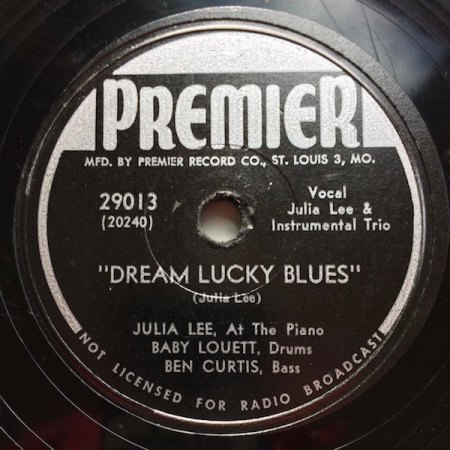 PREMIER
MFD. BY PREMIER RECORD CO., ST. LOUIS 3, MO.
29013
(20240)
Vocal
Julia Lee &
Instrumental Trio
"DREAM LUCKY BLUES"
(Julia Lee)
JULIA LEE, At The Piano
BABY LOUETT, Drums
BEN CURTIS, Bass
NOT LICENSED FOR RADIO BROADCAST